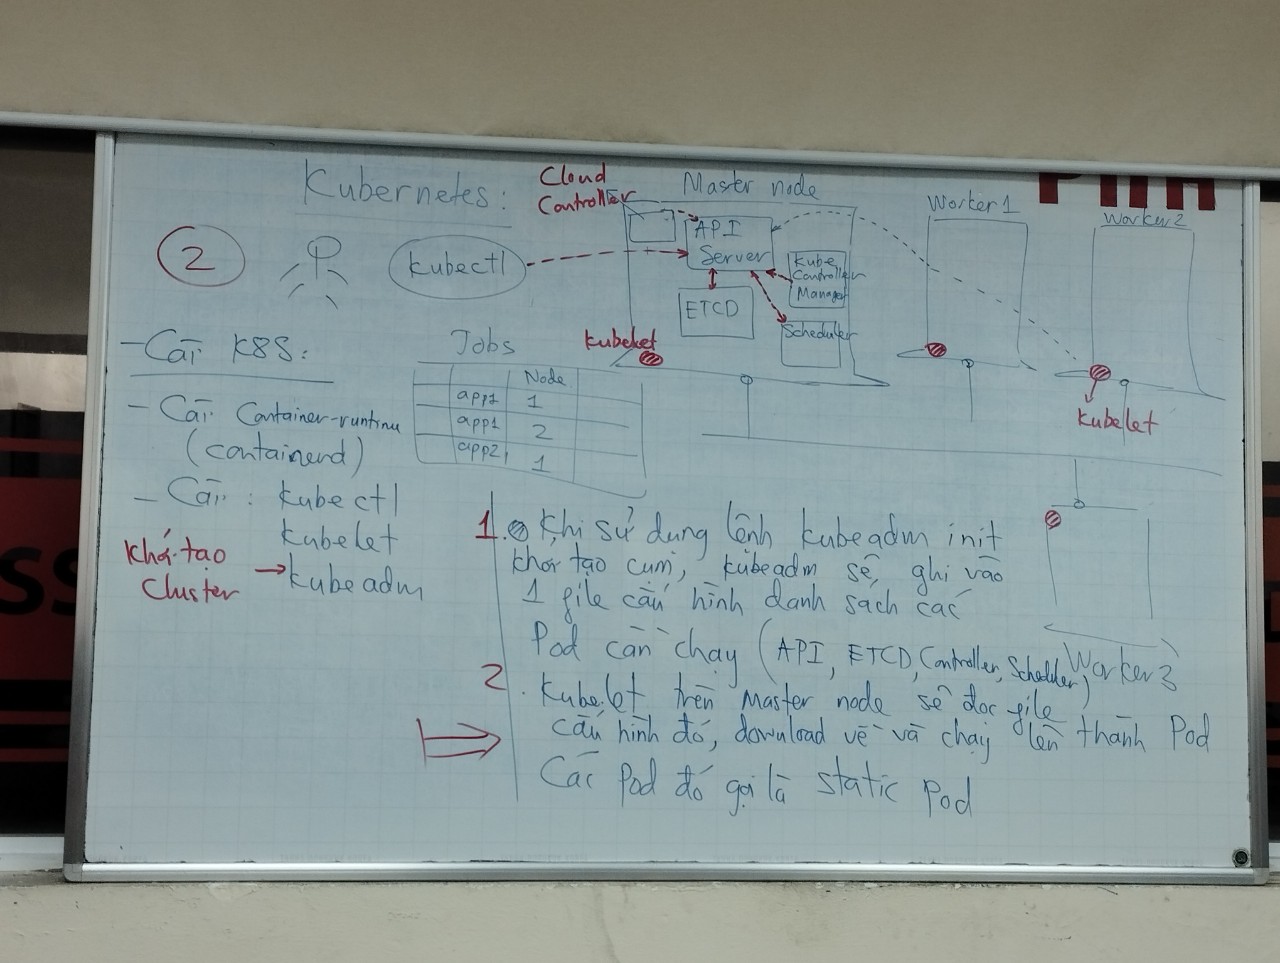 Kubernetes:
2
kubectl
Cloud
Controller
Master node
API
Server
Kube
Controller
Manager
ETCD
Scheduler
kubelet
Worker 1
Worker 2
kubelet
- Cài K8S:
- Cài Container-runtime
(containerd)
- Cài: kubectl
kubelet
kubeadm
Khởi tạo
Cluster
Jobs
Node
app1 1
app1 2
app2 1
1. Khi sử dụng lệnh kubeadm init
khởi tạo cụm, kubeadm sẽ ghi vào
1 file cấu hình danh sách các
Pod cần chạy (API, ETCD, Controller, Scheduler)
2. Kubelet trên Master node sẽ đọc file
cấu hình đó, download về và chạy lên thành Pod
Các Pod đó gọi là static Pod
Worker 3